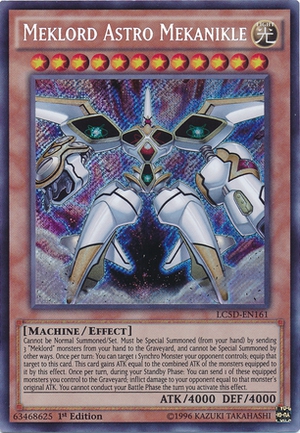 MEKLORD ASTRO MEKANIKLE
LIGHT
光
LC5D-EN161
[MACHINE/EFFECT]
Cannot be Normal Summoned/Set. Must be Special Summoned (from your hand) by sending
3 "Meklord" monsters from your hand to the Graveyard, and cannot be Special Summoned by
other ways. Once per turn: You can target 1 Synchro Monster your opponent controls; equip that
target to this card. This card gains ATK equal to the combined ATK of the monsters equipped to
it by this effect. Once per turn, during your Standby Phase: You can send 1 of these equipped
monsters you control to the Graveyard; inflict damage to your opponent equal to that monster's
original ATK. You cannot conduct your Battle Phase the turn you activate this effect.
ATK/4000 DEF/4000
63468625 1st Edition ©1996 KAZUKI TAKAHASHI